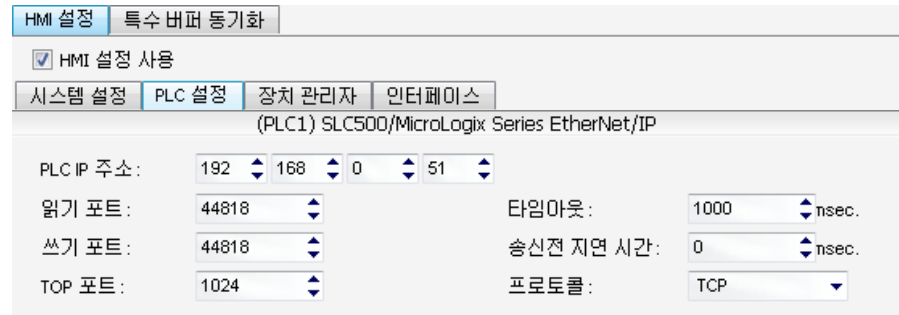 HMI 설정 특수 버퍼 동기화
HMI 설정 사용
시스템 설정 PLC 설정 장치 관리자 인터페이스
(PLC1) SLC500/MicroLogix Series EtherNet/IP
PLC IP 주소: 192 168 0 51
읽기 포트: 44818 타임아웃: 1000 msec.
쓰기 포트: 44818 송신전 지연 시간: 0 msec.
TOP 포트: 1024 프로토콜: TCP